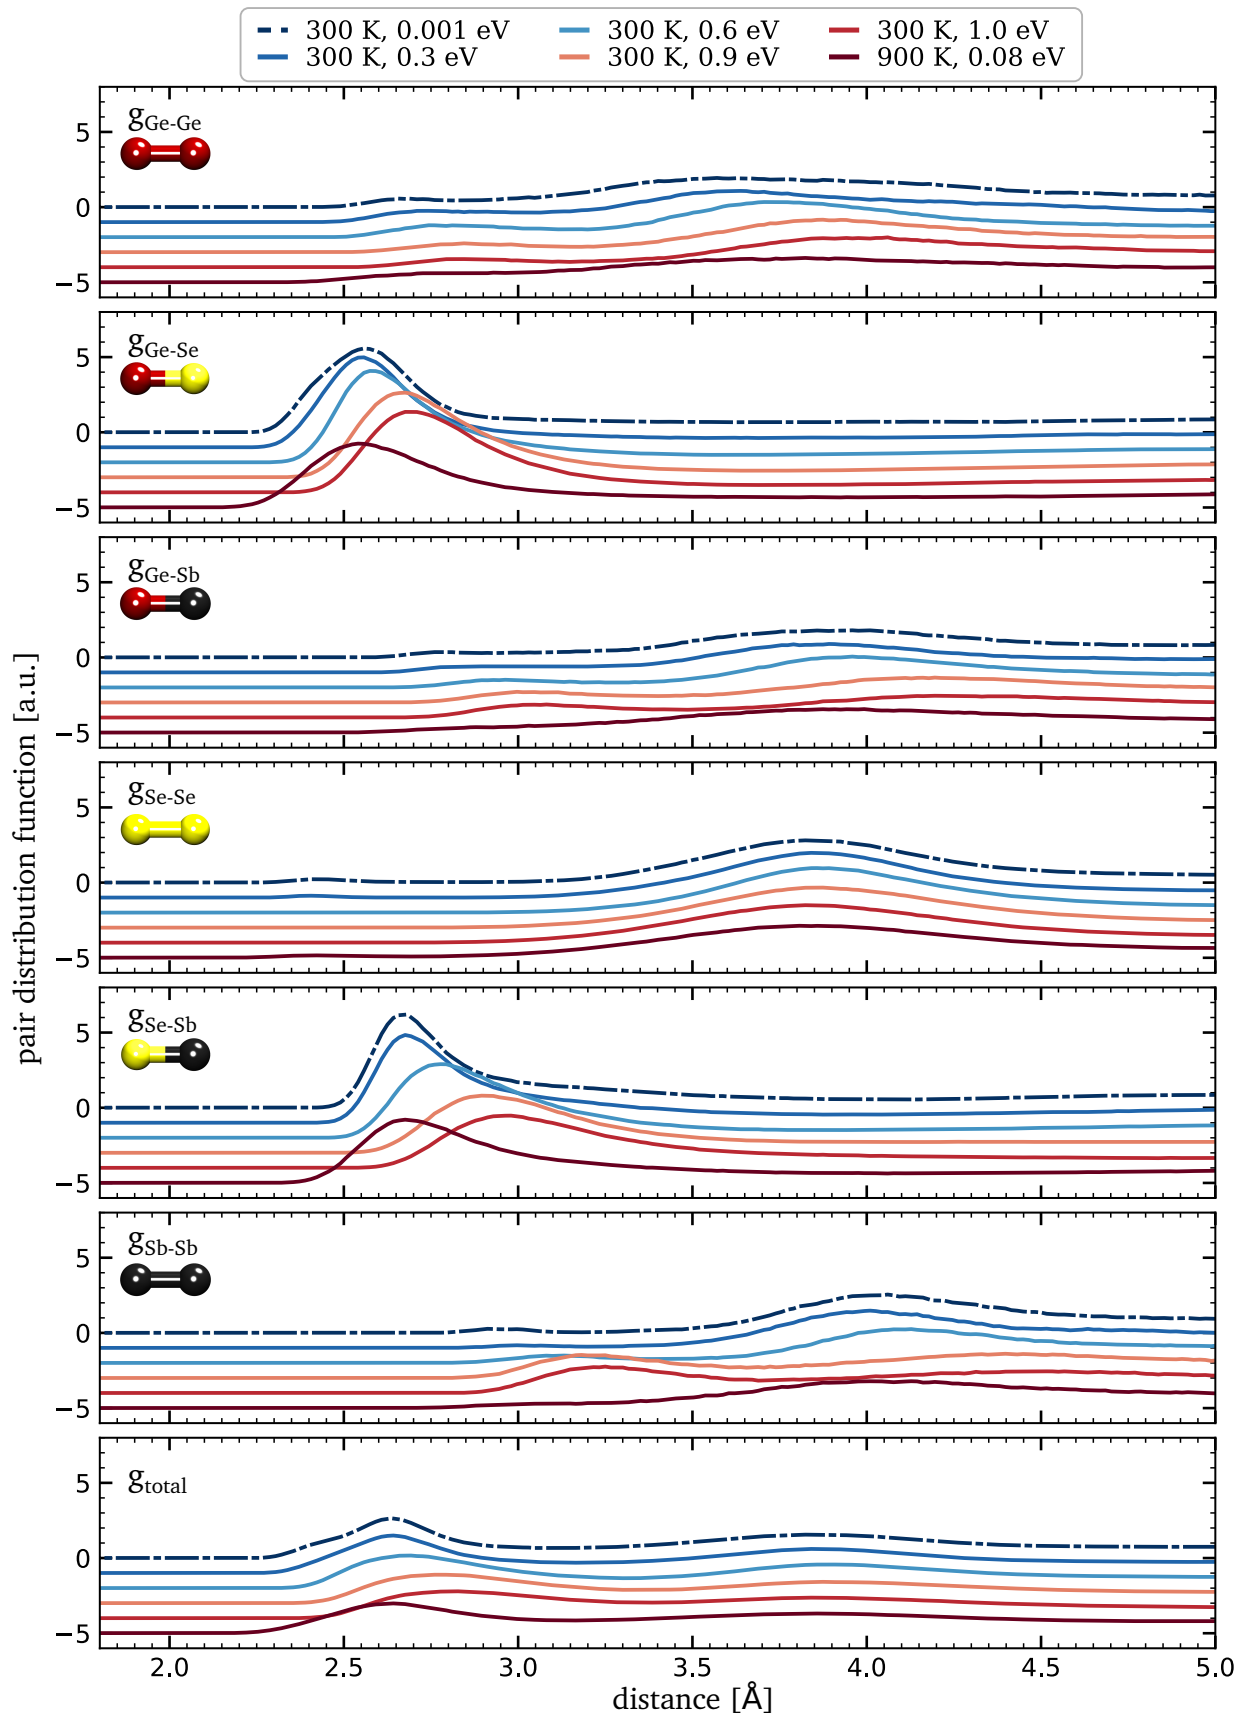 300 K, 0.001 eV 300 K, 0.6 eV 300 K, 1.0 eV
300 K, 0.3 eV 300 K, 0.9 eV 900 K, 0.08 eV
pair distribution function [a.u.]
gGe-Ge
5
0
−5
gGe-Se
5
0
−5
gGe-Sb
5
0
−5
gSe-Se
5
0
−5
gSe-Sb
5
0
−5
gSb-Sb
5
0
−5
gtotal
5
0
−5
2.0 2.5 3.0 3.5 4.0 4.5 5.0
distance [Å]